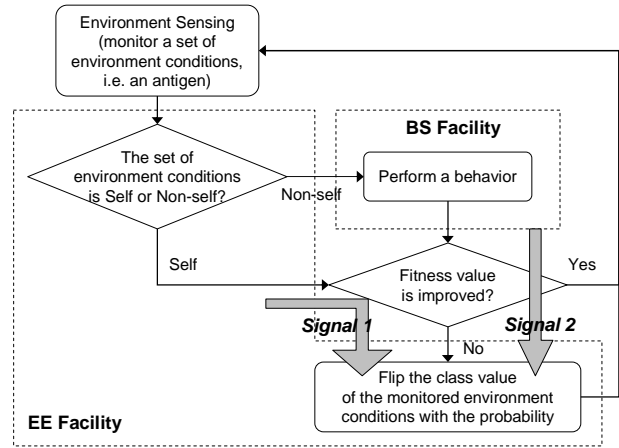 Environment Sensing
(monitor a set of
environment conditions,
i.e. an antigen)
BS Facility
The set of
environment conditions
is Self or Non-self?
Non-self
Perform a behavior
Self
Fitness value
is improved?
Yes
Signal 1
Signal 2
No
Flip the class value
of the monitored environment
conditions with the probability
EE Facility